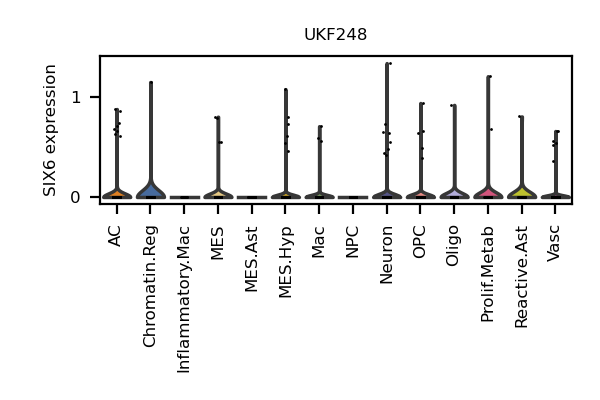 UKF248
SIX6 expression
1
0
AC
Chromatin.Reg
Inflammatory.Mac
MES
MES.Ast
MES.Hyp
Mac
NPC
Neuron
OPC
Oligo
Prolif.Metab
Reactive.Ast
Vasc